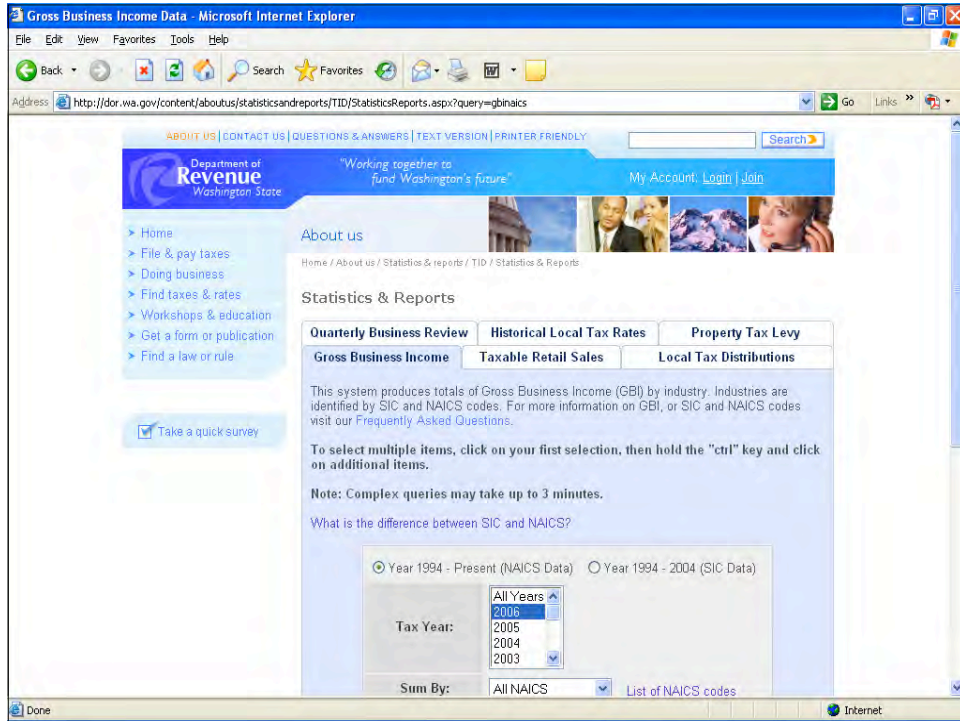 Gross Business Income Data - Microsoft Internet Explorer
File Edit View Favorites Tools Help
Back Search Favorites
Address http://dor.wa.gov/content/aboutus/statisticsandreports/TID/StatisticsReports.aspx?query=gbinaics Go Links »
ABOUT US | CONTACT US | QUESTIONS & ANSWERS | TEXT VERSION | PRINTER FRIENDLY
Search
Department of
Revenue
Washington State
"Working together to
fund Washington's future"
My Account: Login | Join
Home
File & pay taxes
Doing business
Find taxes & rates
Workshops & education
Get a form or publication
Find a law or rule
Take a quick survey
About us
Home / About us / Statistics & reports / TID / Statistics & Reports
Statistics & Reports
Quarterly Business Review Historical Local Tax Rates Property Tax Levy
Gross Business Income Taxable Retail Sales Local Tax Distributions
This system produces totals of Gross Business Income (GBI) by industry. Industries are
identified by SIC and NAICS codes. For more information on GBI, or SIC and NAICS codes
visit our Frequently Asked Questions.
To select multiple items, click on your first selection, then hold the "ctrl" key and click
on additional items.
Note: Complex queries may take up to 3 minutes.
What is the difference between SIC and NAICS?
Year 1994 - Present (NAICS Data) Year 1994 - 2004 (SIC Data)
Tax Year:
All Years
2006
2005
2004
2003
Sum By: All NAICS List of NAICS codes
Done Internet